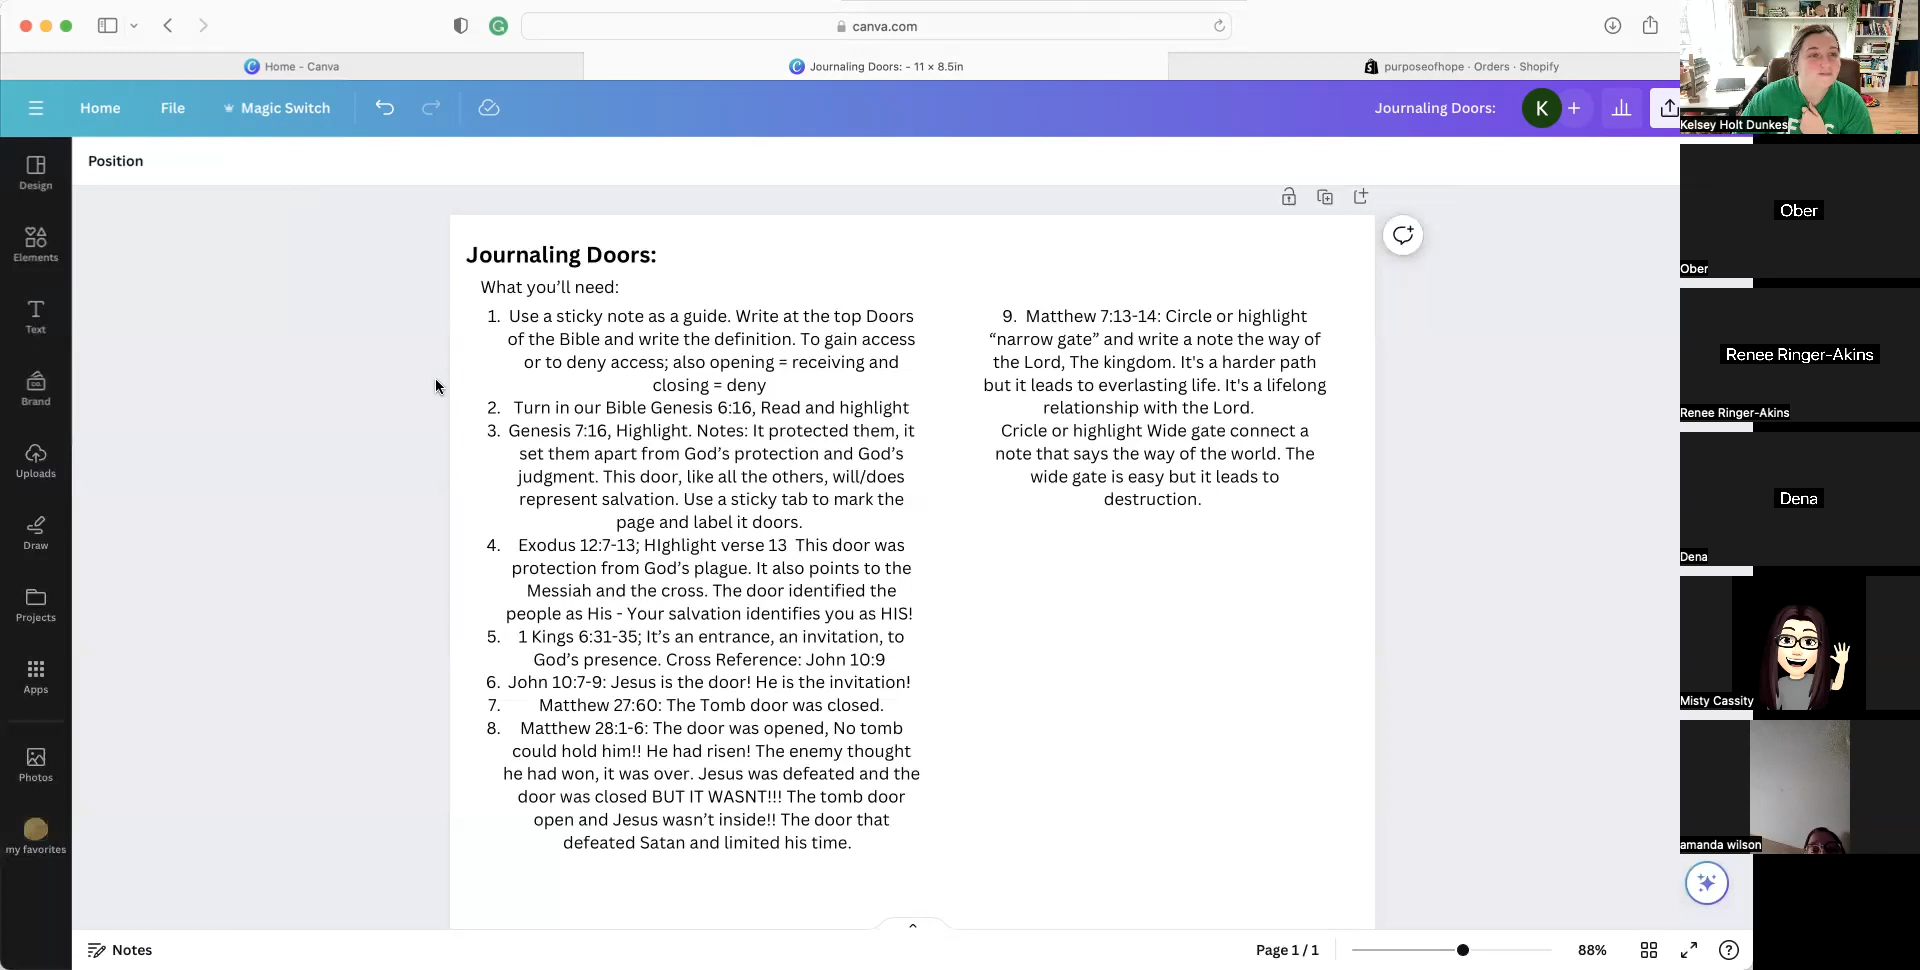 canva.com
Home - Canva
Journaling Doors: - 11 × 8.5in
purposeofhope · Orders · Shopify
Home
File
Magic Switch
Journaling Doors:
K
Position
Design
Elements
Text
Brand
Uploads
Draw
Projects
Apps
Photos
my favorites
Journaling Doors:
What you’ll need:
1. Use a sticky note as a guide. Write at the top Doors
of the Bible and write the definition. To gain access
or to deny access; also opening = receiving and
closing = deny
2. Turn in our Bible Genesis 6:16, Read and highlight
3. Genesis 7:16, Highlight. Notes: It protected them, it
set them apart from God’s protection and God’s
judgment. This door, like all the others, will/does
represent salvation. Use a sticky tab to mark the
page and label it doors.
4. Exodus 12:7-13; HIghlight verse 13 This door was
protection from God’s plague. It also points to the
Messiah and the cross. The door identified the
people as His - Your salvation identifies you as HIS!
5. 1 Kings 6:31-35; It’s an entrance, an invitation, to
God’s presence. Cross Reference: John 10:9
6. John 10:7-9: Jesus is the door! He is the invitation!
7. Matthew 27:60: The Tomb door was closed.
8. Matthew 28:1-6: The door was opened, No tomb
could hold him!! He had risen! The enemy thought
he had won, it was over. Jesus was defeated and the
door was closed BUT IT WASNT!!! The tomb door
open and Jesus wasn’t inside!! The door that
defeated Satan and limited his time.
9. Matthew 7:13-14: Circle or highlight
“narrow gate” and write a note the way of
the Lord, The kingdom. It's a harder path
but it leads to everlasting life. It's a lifelong
relationship with the Lord.
Cricle or highlight Wide gate connect a
note that says the way of the world. The
wide gate is easy but it leads to
destruction.
Notes
Page 1 / 1
88%
Kelsey Holt Dunkes
Ober
Ober
Renee Ringer-Akins
Renee Ringer-Akins
Dena
Dena
Misty Cassity
amanda wilson